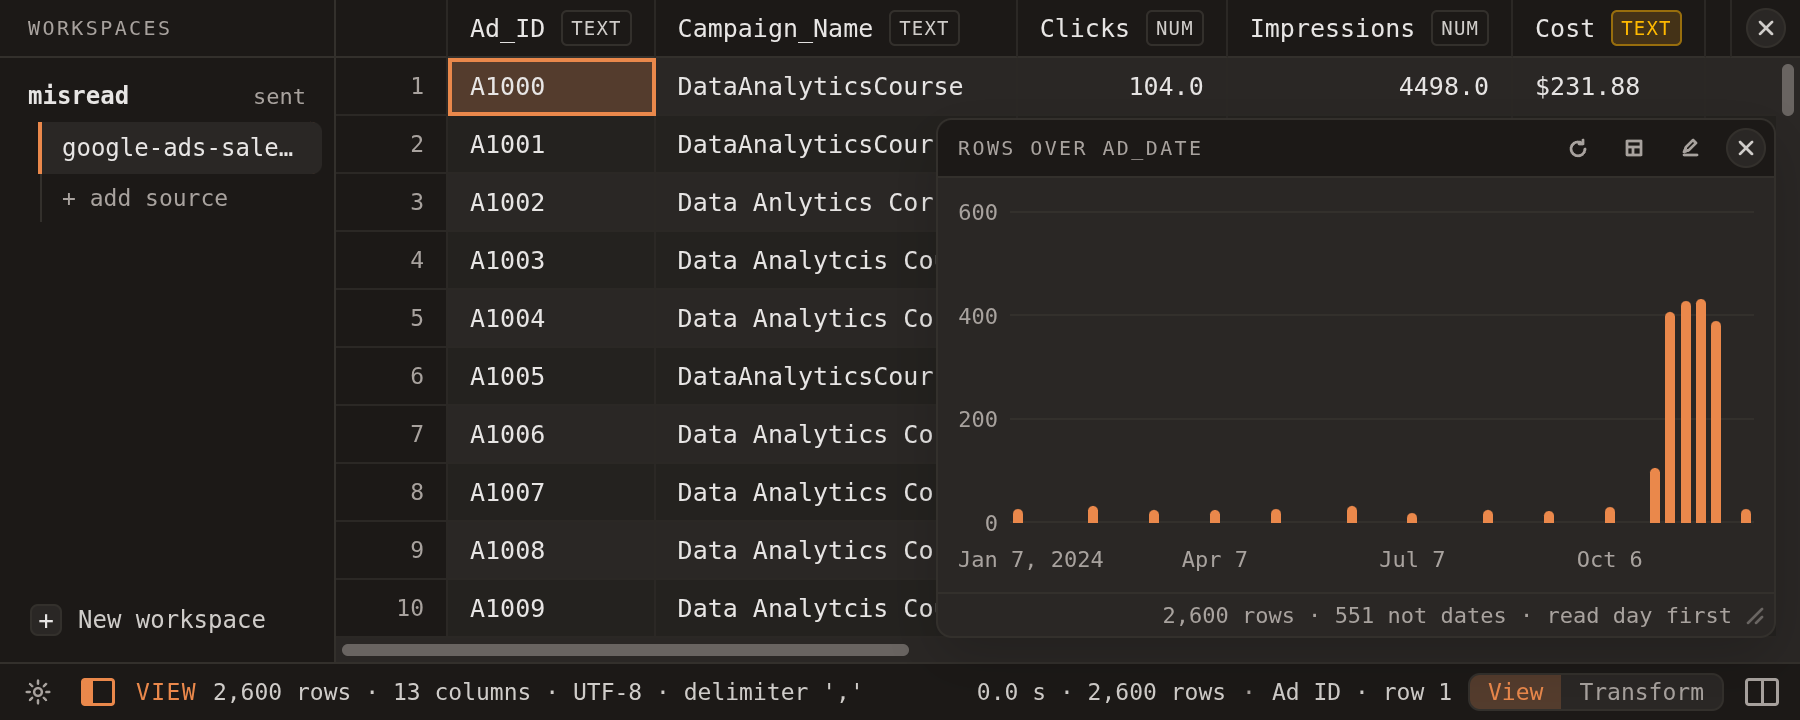 WORKSPACES
Ad_ID TEXT Campaign_Name TEXT Clicks NUM Impressions NUM Cost TEXT
misread sent
google-ads-sale…
+ add source
1 A1000 DataAnalyticsCourse 104.0 4498.0 $231.88
2 A1001 DataAnalyticsCour
3 A1002 Data Anlytics Cor
4 A1003 Data Analytcis Co
5 A1004 Data Analytics Co
6 A1005 DataAnalyticsCour
7 A1006 Data Analytics Co
8 A1007 Data Analytics Co
9 A1008 Data Analytics Co
10 A1009 Data Analytcis Co
ROWS OVER AD_DATE
600
400
200
0
Jan 7, 2024 Apr 7 Jul 7 Oct 6
2,600 rows · 551 not dates · read day first
+ New workspace
VIEW 2,600 rows · 13 columns · UTF-8 · delimiter ',' 0.0 s · 2,600 rows · Ad ID · row 1 View Transform